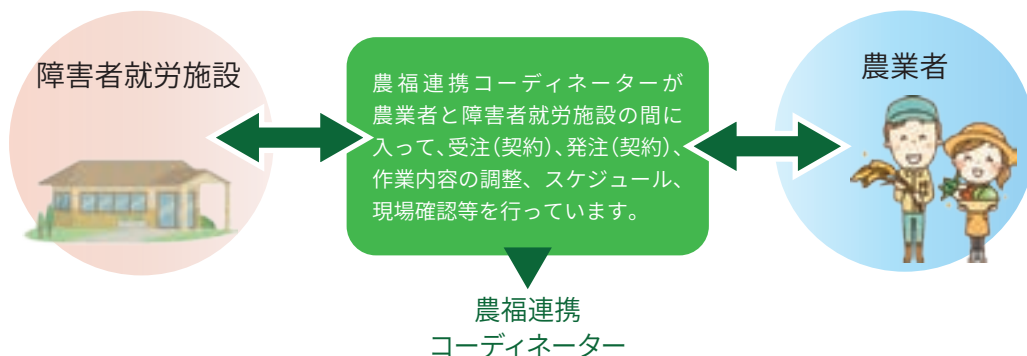 障害者就労施設
農福連携コーディネーターが
農業者と障害者就労施設の間に
入って、受注(契約)、発注(契約)、
作業内容の調整、スケジュール、
現場確認等を行っています。
農業者
農福連携
コーディネーター